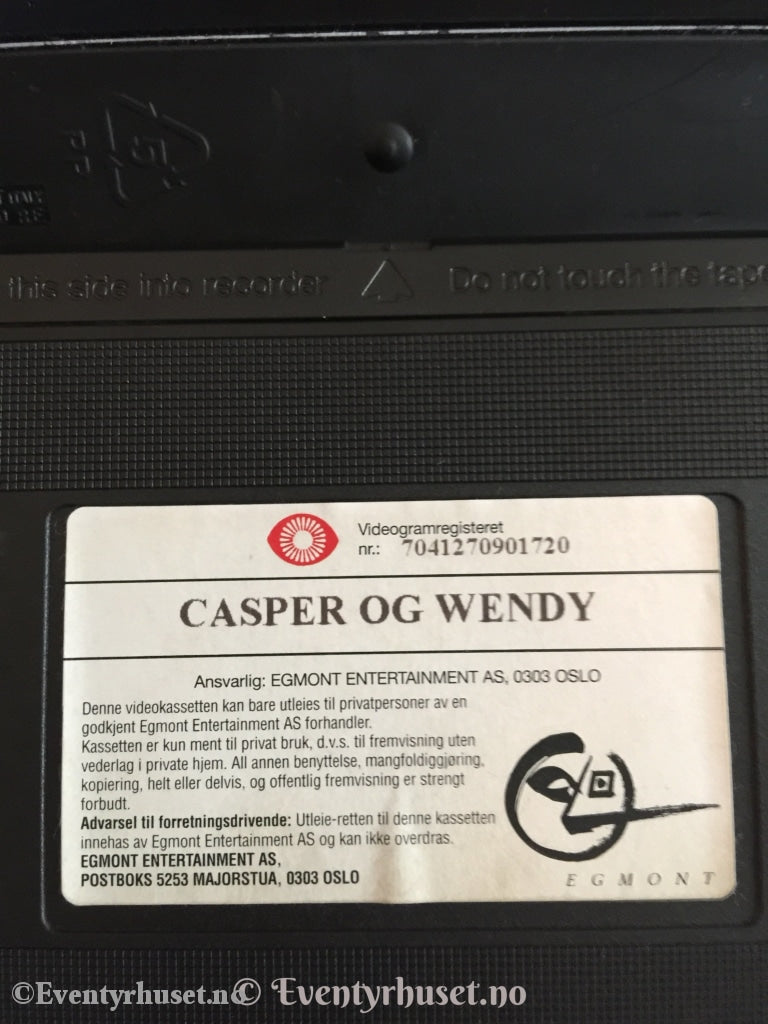 5
PP
this side into recorder Do not touch the tape
Videogramregisteret
nr.: 7041270901720
CASPER OG WENDY
Ansvarlig: EGMONT ENTERTAINMENT AS, 0303 OSLO
Denne videokassetten kan bare utleies til privatpersoner av en
godkjent Egmont Entertainment AS forhandler.
Kassetten er kun ment til privat bruk, d.v.s. til fremvisning uten
vederlag i private hjem. All annen benyttelse, mangfoldiggjøring,
kopiering, helt eller delvis, og offentlig fremvisning er strengt
forbudt.
Advarsel til forretningsdrivende: Utleie-retten til denne kassetten
innehas av Egmont Entertainment AS og kan ikke overdras.
EGMONT ENTERTAINMENT AS,
POSTBOKS 5253 MAJORSTUA, 0303 OSLO
EGMONT
©Eventyrhuset.no © Eventyrhuset.no